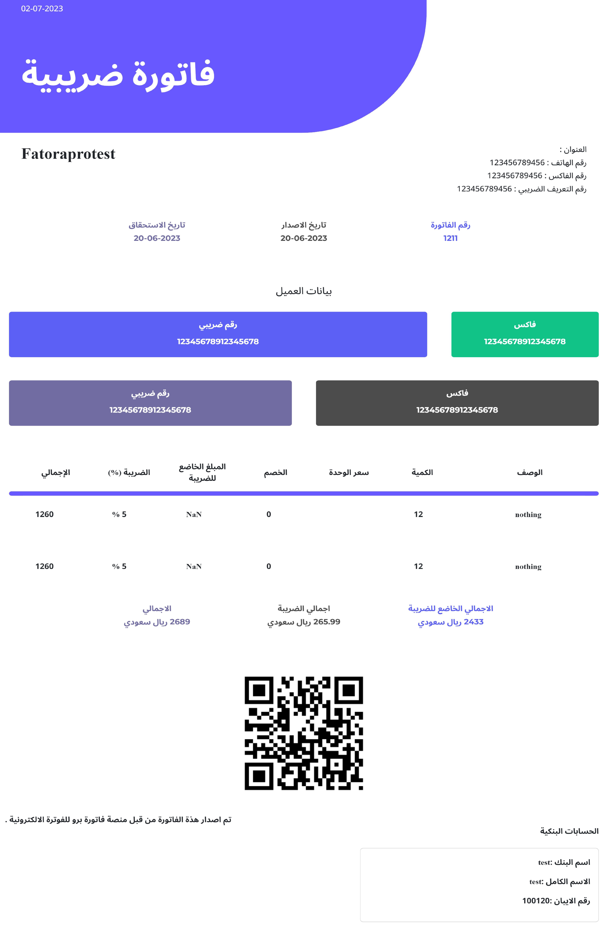 02-07-2023
فاتورة ضريبية
Fatoraprotest
العنوان :
رقم الهاتف : 123456789456
رقم الفاكس : 123456789456
رقم التعريف الضريبي : 123456789456
رقم الفاتورة تاريخ الاصدار تاريخ الاستحقاق
1211 20-06-2023 20-06-2023
بيانات العميل
فاكس رقم ضريبي
12345678912345678 12345678912345678
فاكس رقم ضريبي
12345678912345678 12345678912345678
الوصف الكمية سعر الوحدة الخصم المبلغ الخاضع للضريبة الضريبة (%) الإجمالي
nothing 12 0 NaN 5 % 1260
nothing 12 0 NaN 5 % 1260
الاجمالي الخاضع للضريبة اجمالي الضريبة الاجمالي
2433 ريال سعودي 265.99 ريال سعودي 2689 ريال سعودي
تم اصدار هذة الفاتورة من قبل منصة فاتورة برو للفوترة الالكترونية .
الحسابات البنكية
اسم البنك :test
الاسم الكامل :test
رقم الايبان :100120